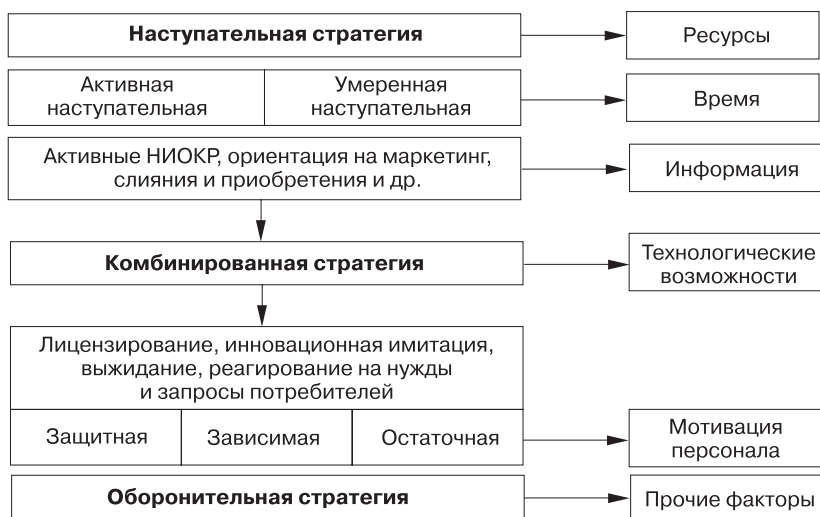 Наступательная стратегия
Ресурсы
Активная
наступательная
Умеренная
наступательная
Время
Активные НИОКР, ориентация на маркетинг,
слияния и приобретения и др.
Информация
Комбинированная стратегия
Технологические
возможности
Лицензирование, инновационная имитация,
выжидание, реагирование на нужды
и запросы потребителей
Защитная
Зависимая
Остаточная
Мотивация
персонала
Оборонительная стратегия
Прочие факторы